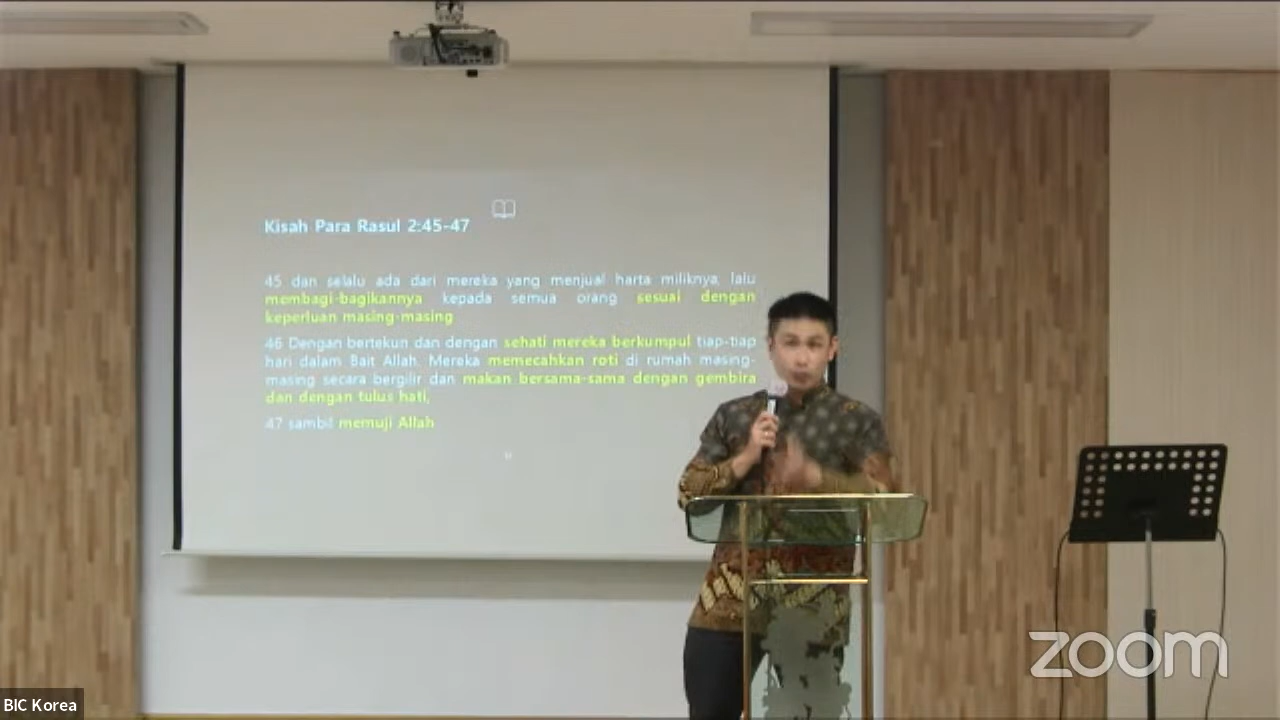 Kisah Para Rasul 2:45-47
45 dan selalu ada dari mereka yang menjual harta miliknya, lalu
membagi-bagikannya kepada semua orang sesuai dengan
keperluan masing-masing
46 Dengan bertekun dan dengan sehati mereka berkumpul tiap-tiap
hari dalam Bait Allah. Mereka memecahkan roti di rumah masing-
masing secara bergilir dan makan bersama-sama dengan gembira
dan dengan tulus hati,
47 sambil memuji Allah
zoom
BIC Korea